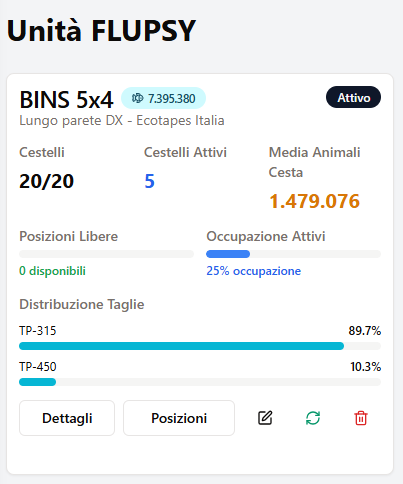 Unità FLUPSY
BINS 5x4 7.395.380 Attivo
Lungo parete DX - Ecotapes Italia
Cestelli Cestelli Attivi Media Animali Cesta
20/20 5 1.479.076
Posizioni Libere Occupazione Attivi
0 disponibili 25% occupazione
Distribuzione Taglie
TP-315 89.7%
TP-450 10.3%
Dettagli Posizioni